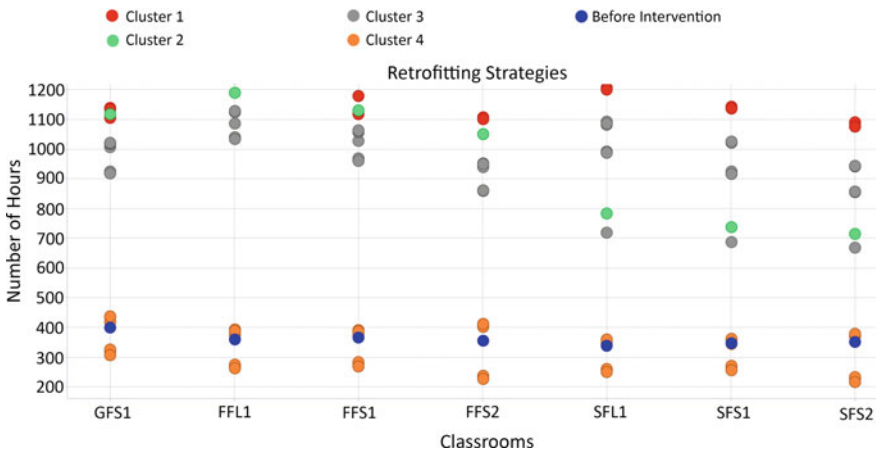 Cluster 1
Cluster 3
Before Intervention
Cluster 2
Cluster 4
Retrofitting Strategies
Number of Hours
1200
1100
1000
900
800
700
600
500
400
300
200
GFS1 FFL1 FFS1 FFS2 SFL1 SFS1 SFS2
Classrooms